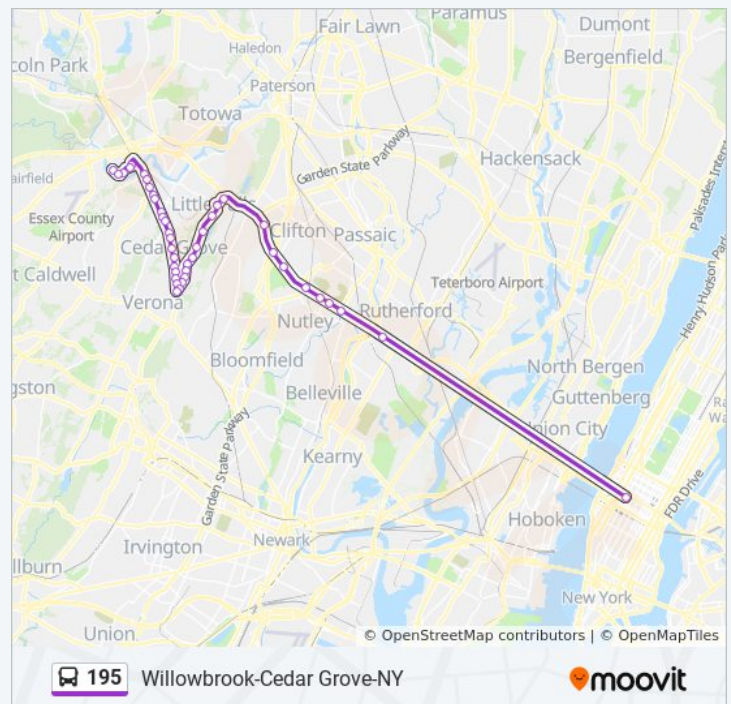 Paramus
Fair Lawn
Dumont
Haledon
Bergenfield
coln Park
Paterson
Totowa
Garden State Parkway
Hackensack
airfield
Palisades Inters
Little
Essex County
Airport
Clifton
Passaic
Cedar Grove
t Caldwell
Teterboro Airport
Henry Hudson Park
Verona
Rutherford
Nutley
Bloomfield
North Bergen
gston
Belleville
Guttenberg
Union City
Garden State Parkway
Kearny
FDR Drive
Hoboken
Irvington
Newark
llburn
New York
Union
© OpenStreetMap contributors | © OpenMapTiles
195 Willowbrook-Cedar Grove-NY
moovit